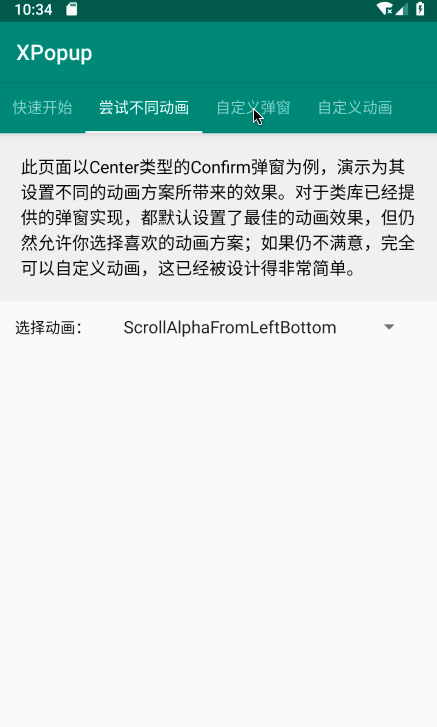 10:34
XPopup
快速开始 尝试不同动画 自定义弹窗 自定义动画
此页面以Center类型的Confirm弹窗为例，演示为其
设置不同的动画方案所带来的效果。对于类库已经提
供的弹窗实现，都默认设置了最佳的动画效果，但仍
然允许你选择喜欢的动画方案；如果仍不满意，完全
可以自定义动画，这已经被设计得非常简单。
选择动画： ScrollAlphaFromLeftBottom